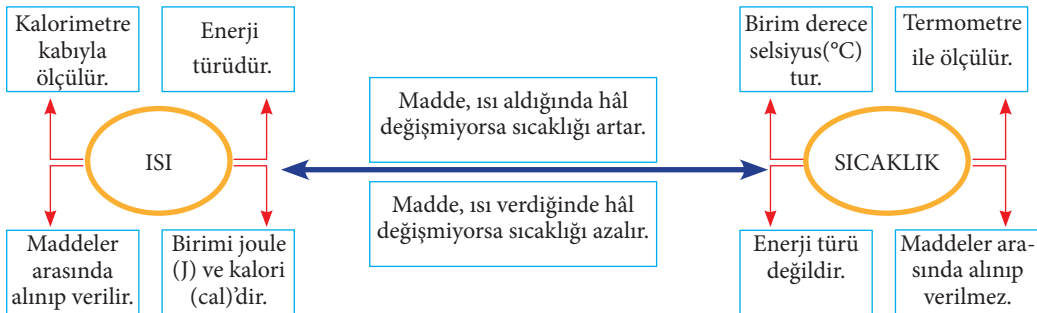 Kalorimetre
kabıyla
ölçülür.
Enerji
türüdür.
ISI
Maddeler
arasında
alınıp verilir.
Birimi joule
(J) ve kalori
(cal)’dir.
Madde, ısı aldığında hâl
değişmiyorsa sıcaklığı artar.
Madde, ısı verdiğinde hâl
değişmiyorsa sıcaklığı azalır.
Birim derece
selsiyus(°C)
tur.
Termometre
ile ölçülür.
SICAKLIK
Enerji türü
değildir.
Maddeler ara-
sında alınıp
verilmez.